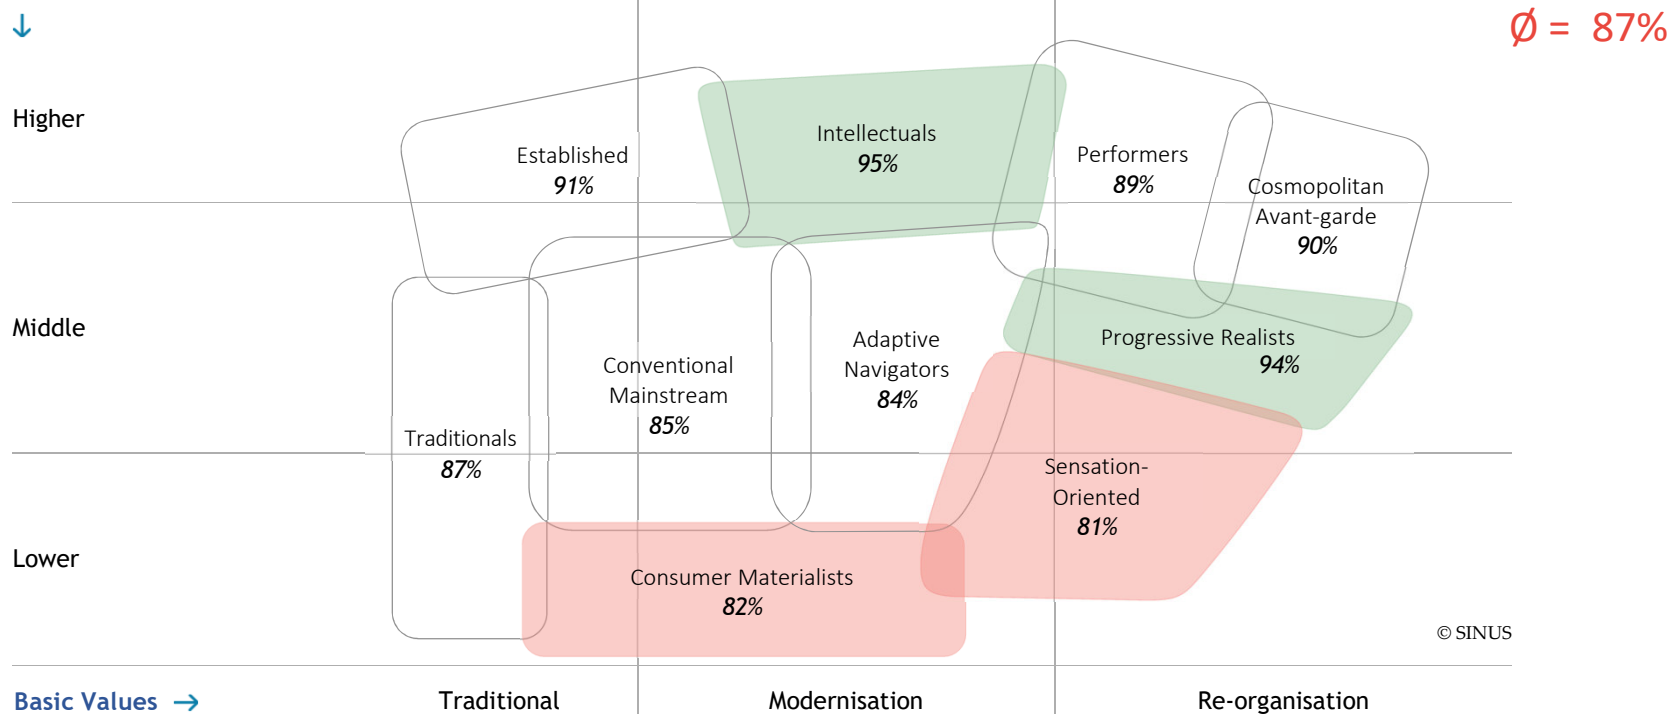 ↓
Ø = 87%
Higher
Established
91%
Intellectuals
95%
Performers
89%
Cosmopolitan
Avant-garde
90%
Middle
Conventional
Mainstream
85%
Adaptive
Navigators
84%
Progressive Realists
94%
Traditionals
87%
Sensation-
Oriented
81%
Lower
Consumer Materialists
82%
© SINUS
Basic Values →
Traditional
Modernisation
Re-organisation